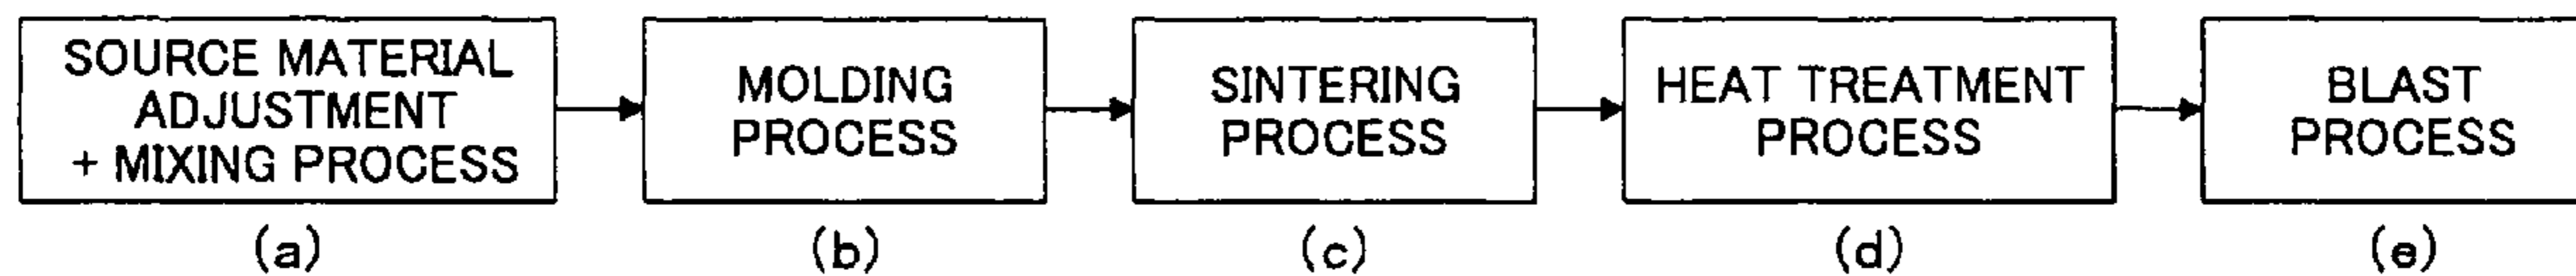 SOURCE MATERIAL
ADJUSTMENT
+ MIXING PROCESS
(a)
MOLDING
PROCESS
(b)
SINTERING
PROCESS
(c)
HEAT TREATMENT
PROCESS
(d)
BLAST
PROCESS
(e)